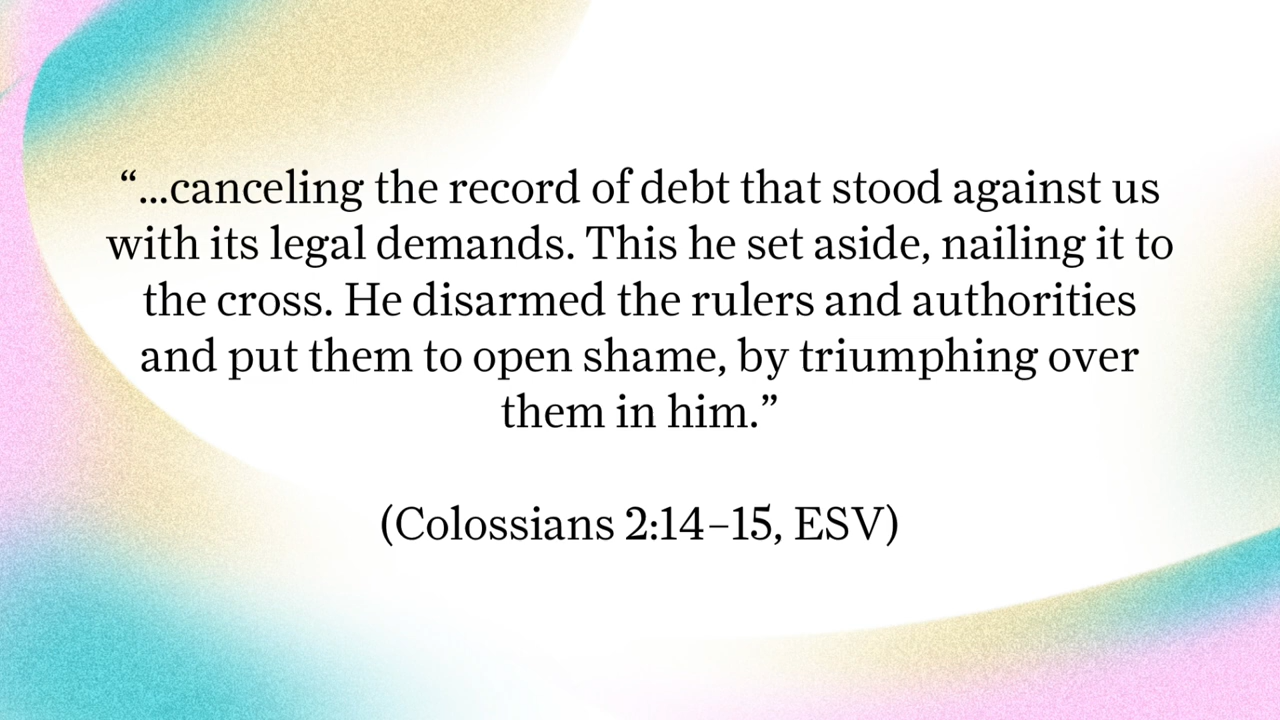 “...canceling the record of debt that stood against us
with its legal demands. This he set aside, nailing it to
the cross. He disarmed the rulers and authorities
and put them to open shame, by triumphing over
them in him.”
(Colossians 2:14–15, ESV)